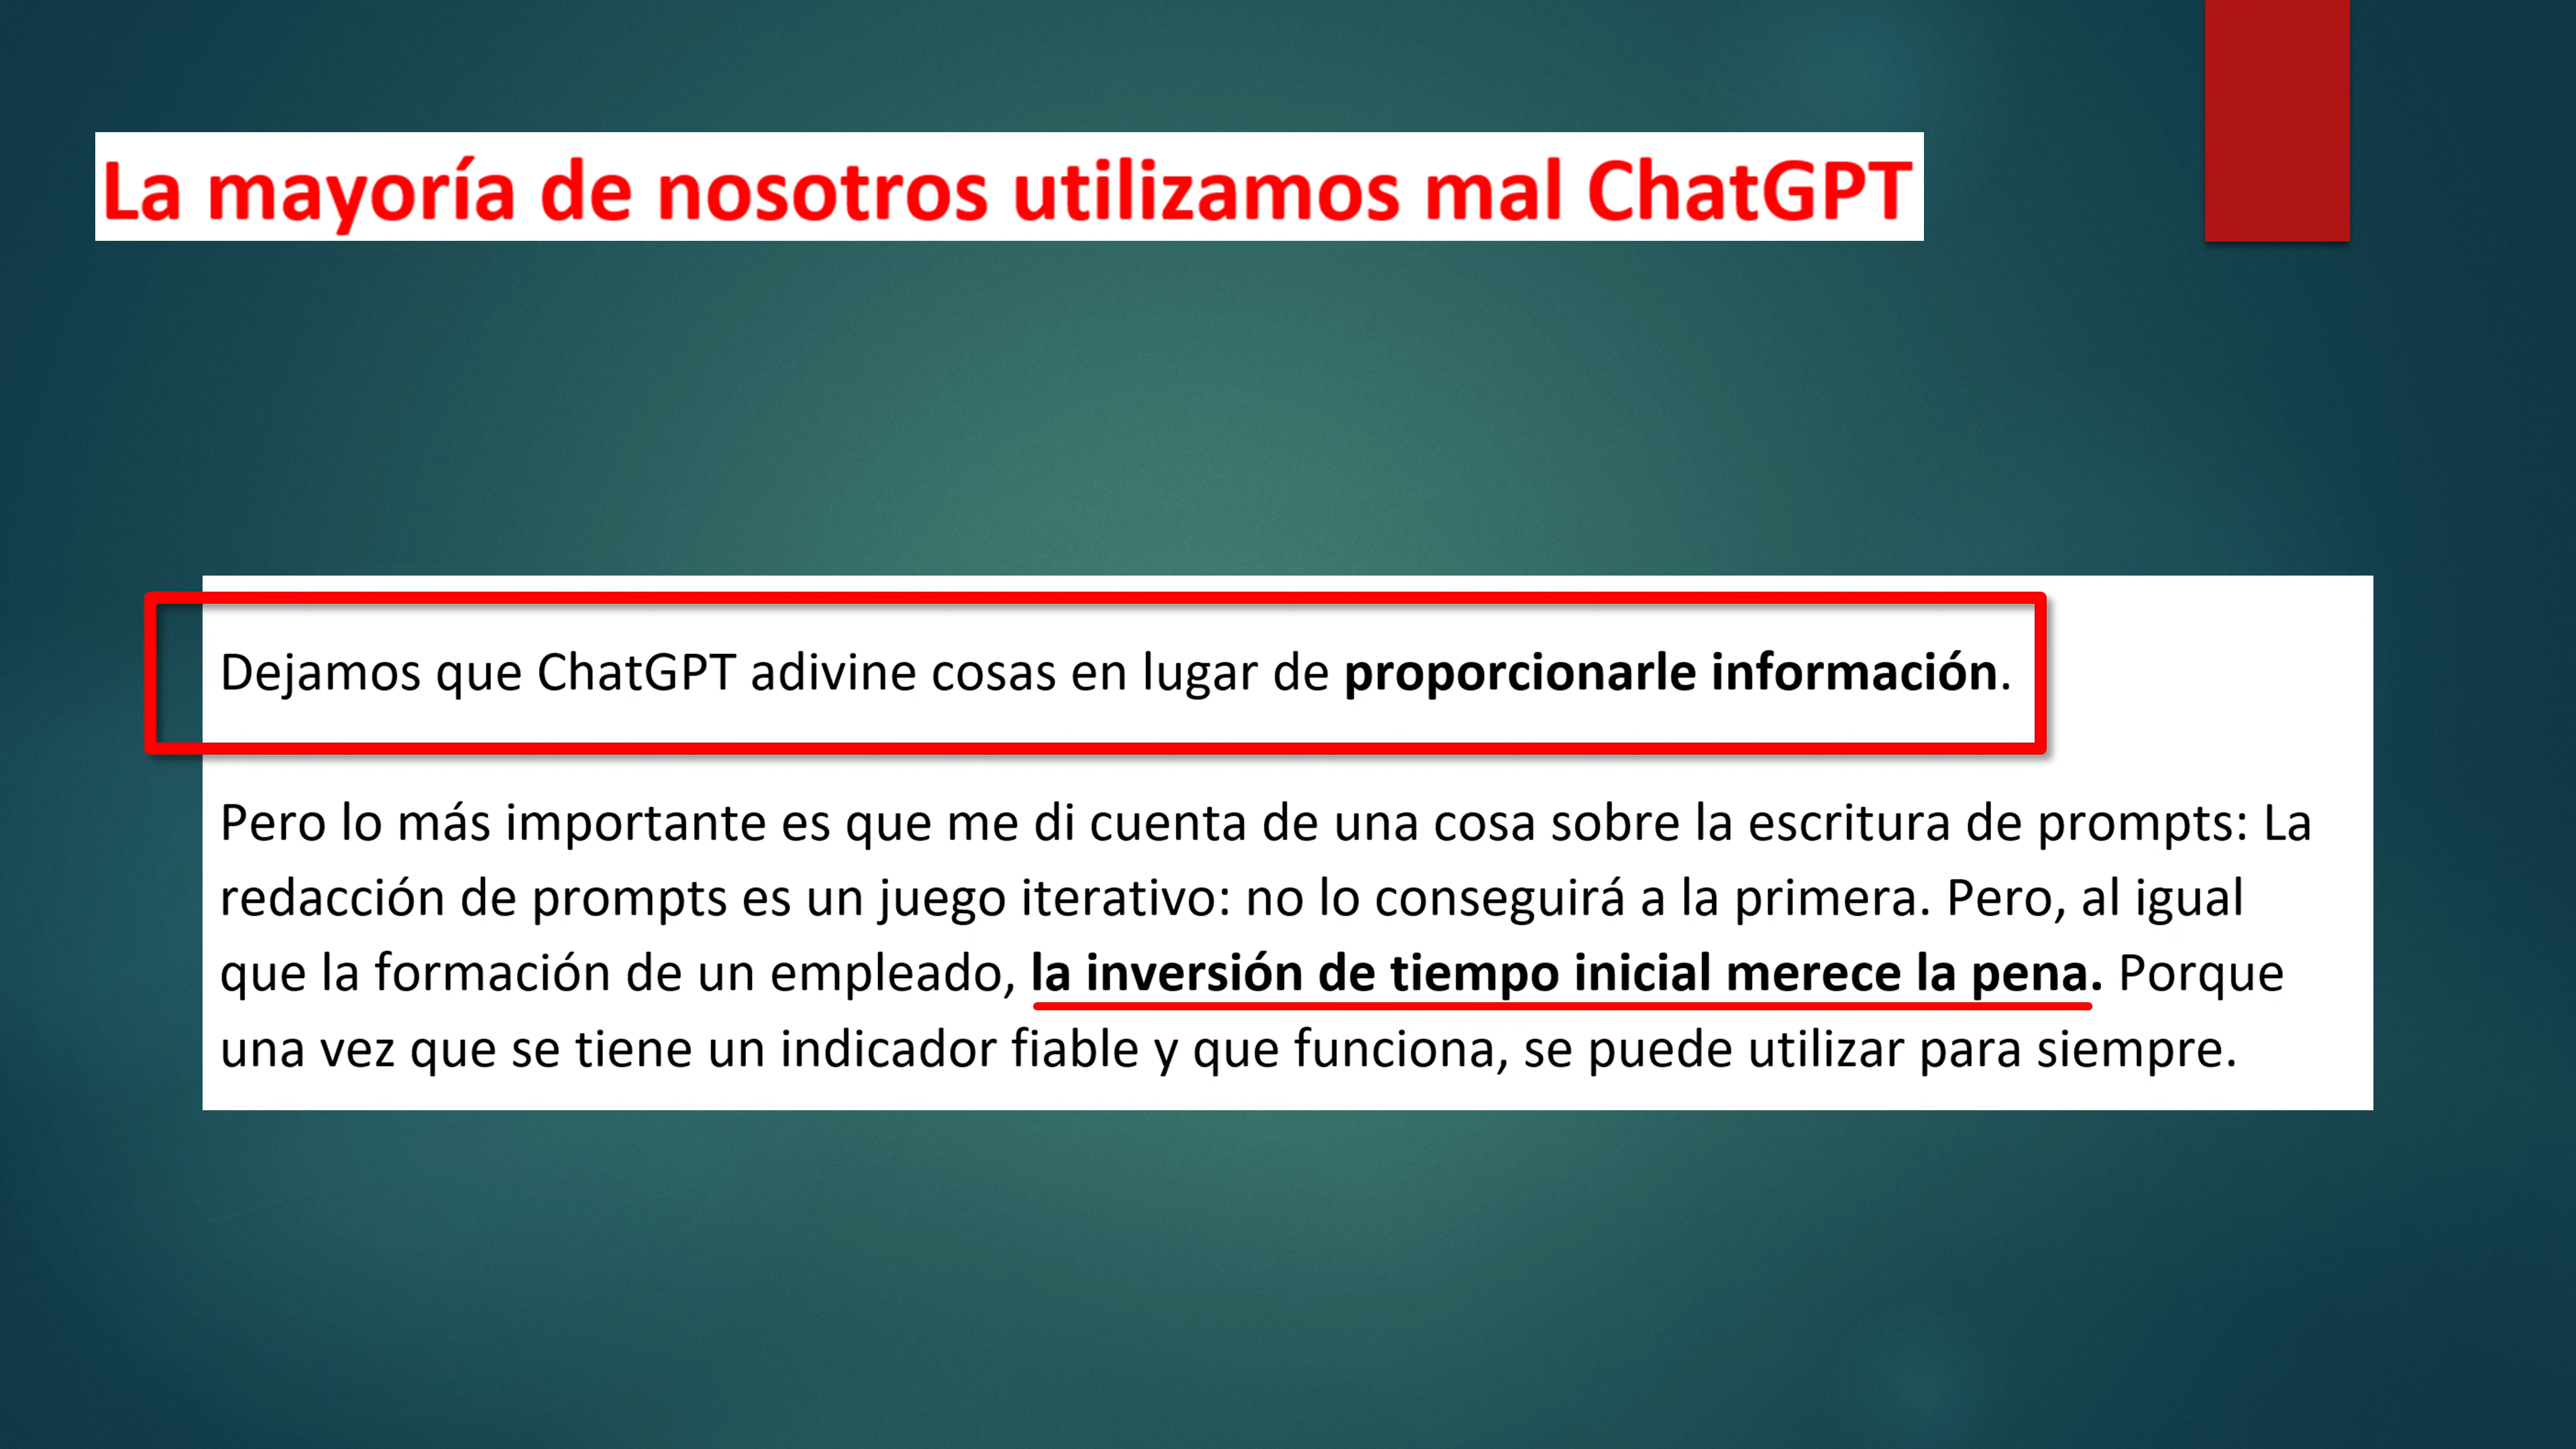 La mayoría de nosotros utilizamos mal ChatGPT
Dejamos que ChatGPT adivine cosas en lugar de proporcionarle información.
Pero lo más importante es que me di cuenta de una cosa sobre la escritura de prompts: La
redacción de prompts es un juego iterativo: no lo conseguirá a la primera. Pero, al igual
que la formación de un empleado, la inversión de tiempo inicial merece la pena. Porque
una vez que se tiene un indicador fiable y que funciona, se puede utilizar para siempre.